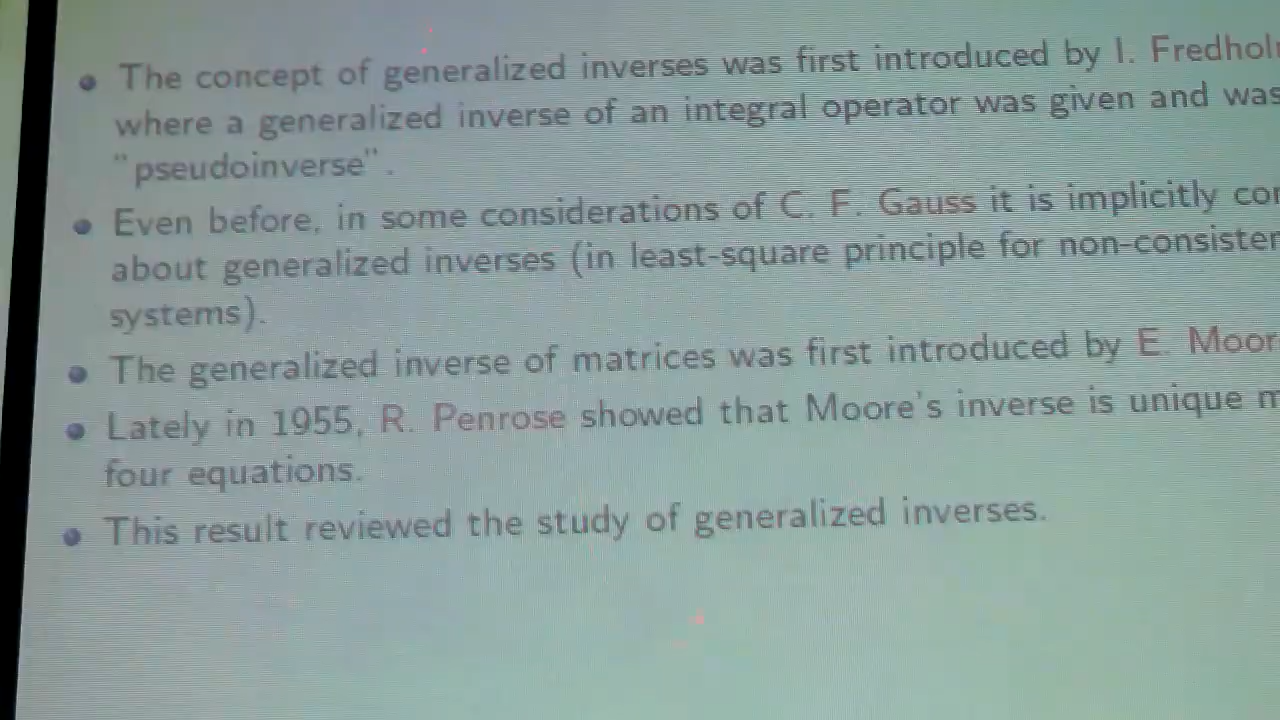 The concept of generalized inverses was first introduced by I. Fredhol
where a generalized inverse of an integral operator was given and was
"pseudoinverse".
Even before, in some considerations of C. F. Gauss it is implicitly
about generalized inverses (in least-square principle for non-consisten
systems).
The generalized inverse of matrices was first introduced by E. Moor
Lately in 1955, R. Penrose showed that Moore's inverse is unique
four equations.
This result reviewed the study of generalized inverses.